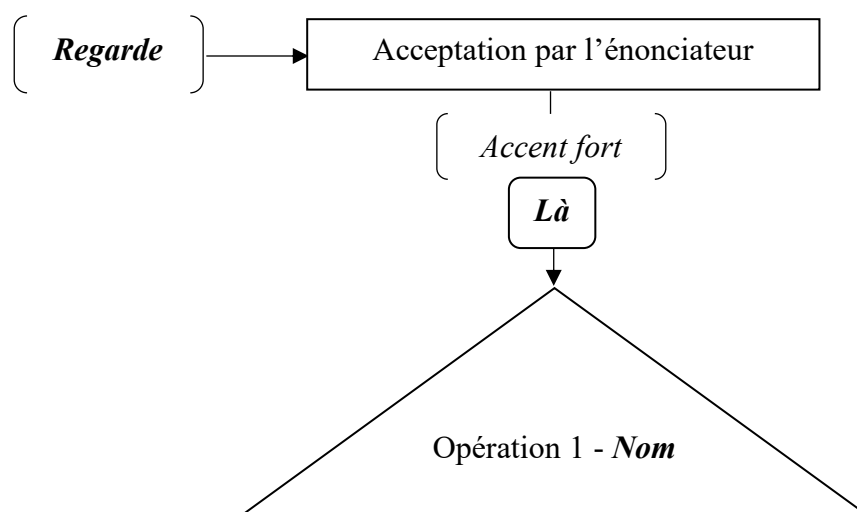 Regarde
Acceptation par l’énonciateur
Accent fort
Là
Opération 1 - Nom